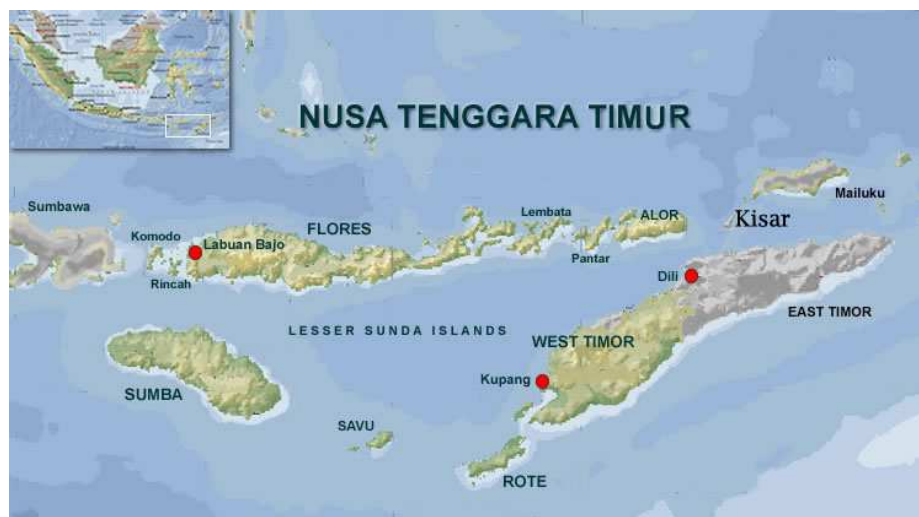 NUSA TENGGARA TIMUR
Mailuku
Sumbawa
Lembata
ALOR
Kisar
Komodo
Labuan Bajo
FLORES
Pantar
Rincah
Dili
EAST TIMOR
LESSER SUNDA ISLANDS
WEST TIMOR
Kupang
SUMBA
SAVU
ROTE